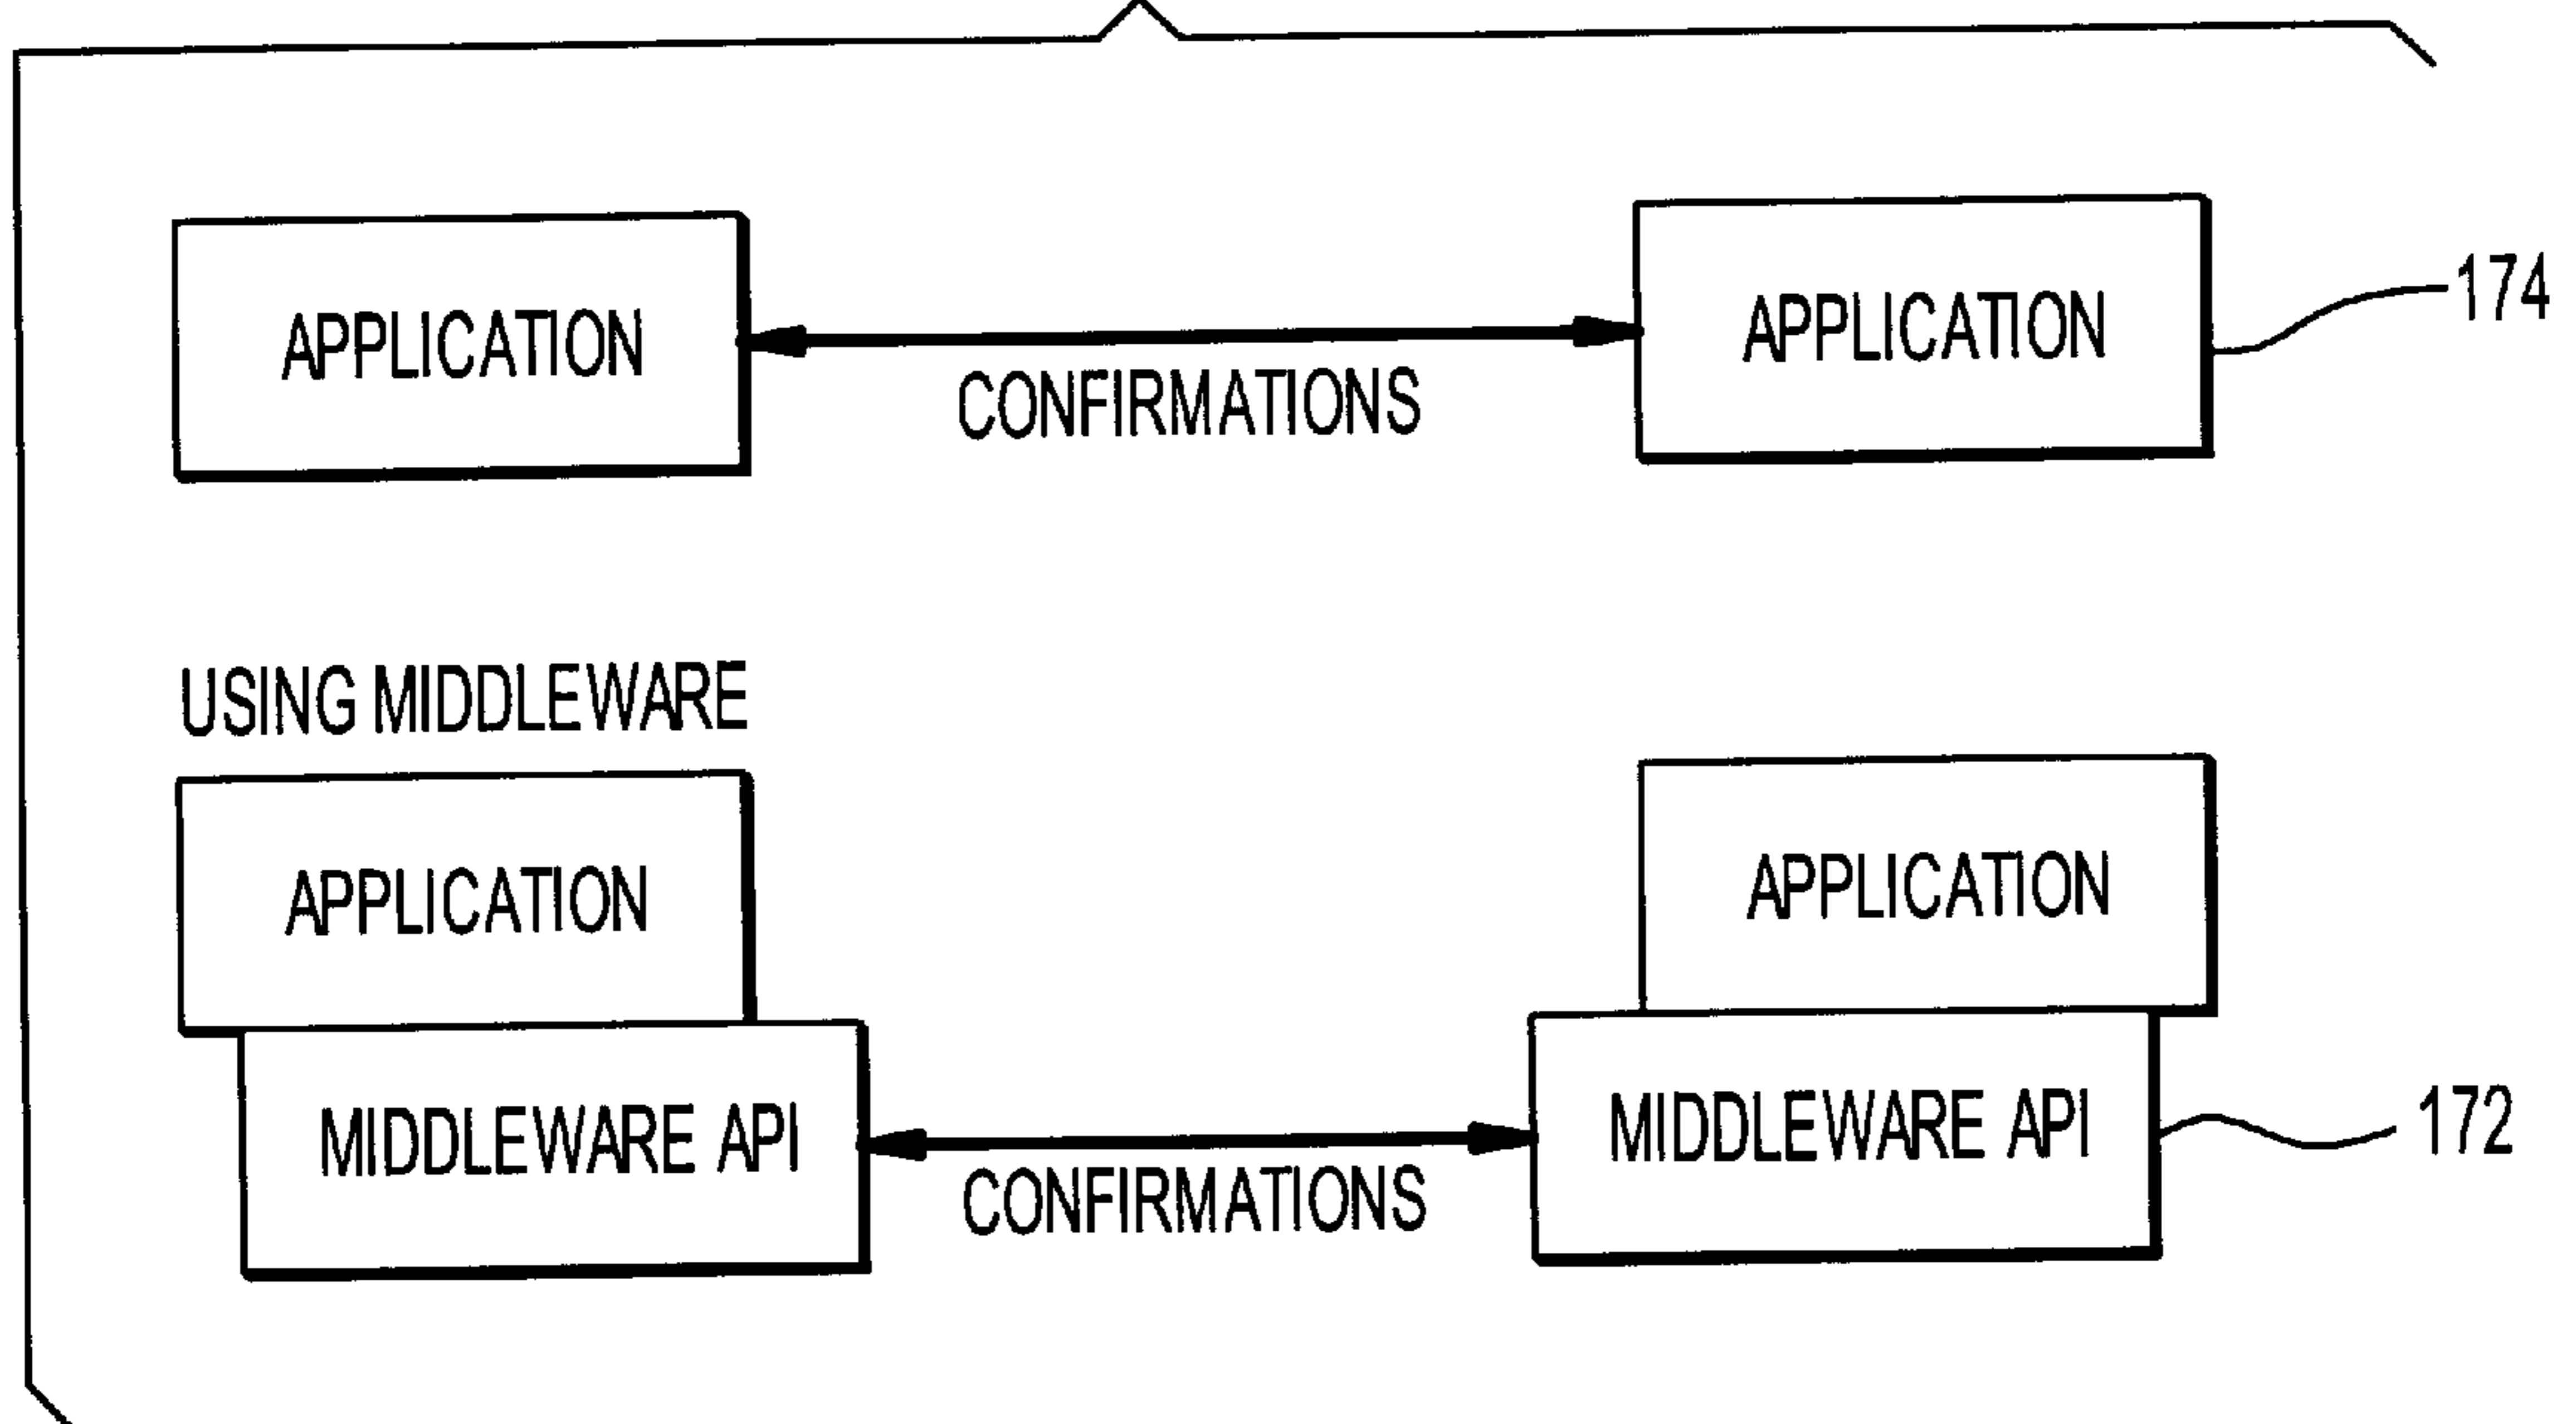 APPLICATION
APPLICATION
174
CONFIRMATIONS
USING MIDDLEWARE
APPLICATION
APPLICATION
MIDDLEWARE API
MIDDLEWARE API
172
CONFIRMATIONS